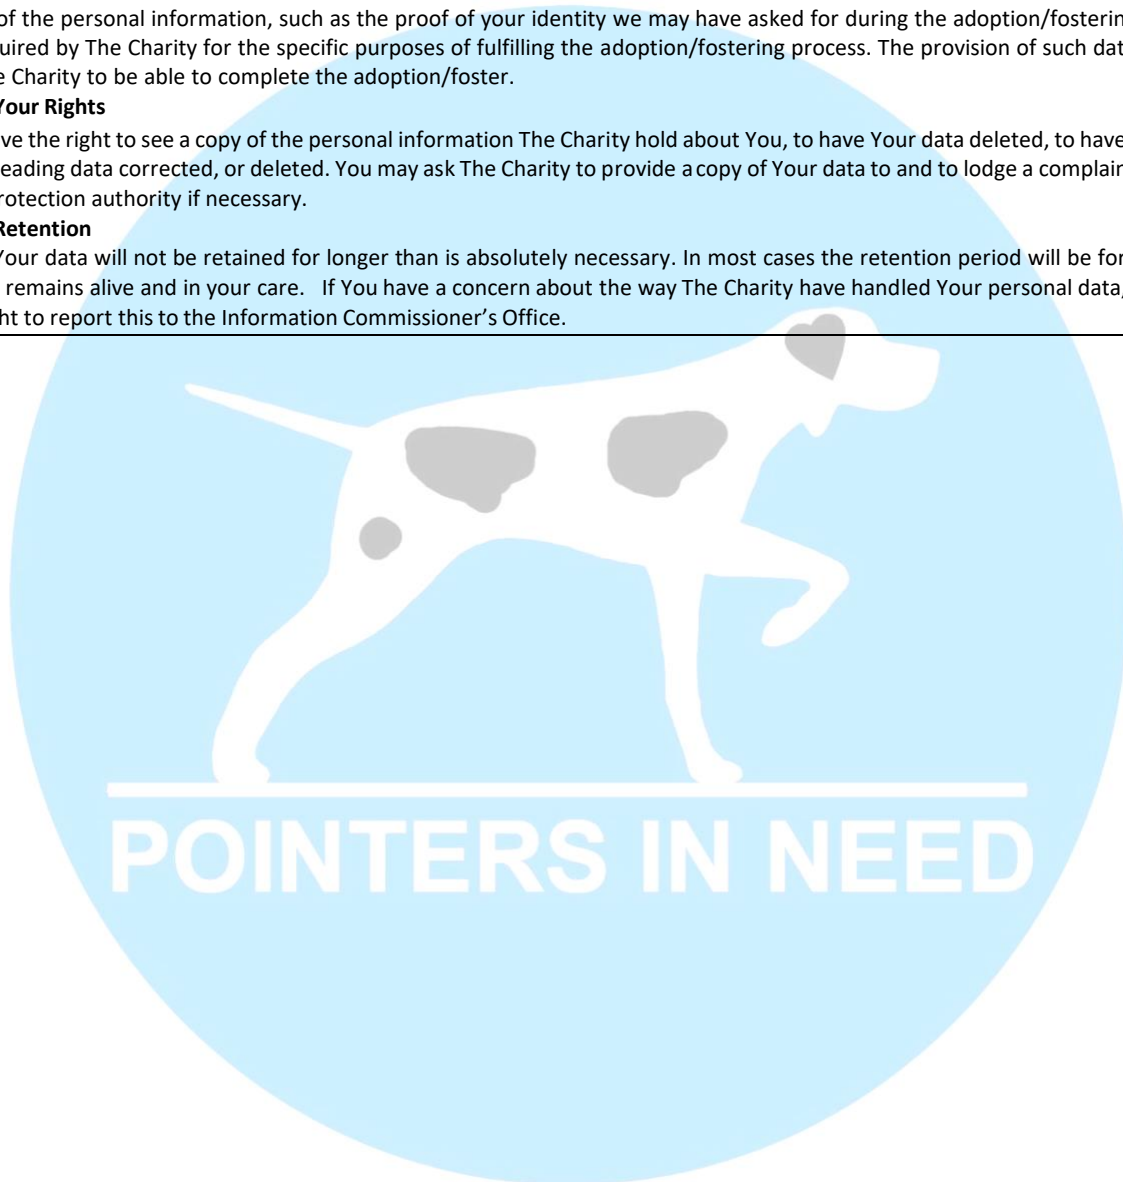 of the personal information, such as the proof of your identity we may have asked for during the adoption/fosterin
uired by The Charity for the specific purposes of fulfilling the adoption/fostering process. The provision of such dat
e Charity to be able to complete the adoption/foster.
Your Rights
ve the right to see a copy of the personal information The Charity hold about You, to have Your data deleted, to have
eading data corrected, or deleted. You may ask The Charity to provide a copy of Your data to and to lodge a complain
rotection authority if necessary.
Retention
Your data will not be retained for longer than is absolutely necessary. In most cases the retention period will be for
remains alive and in your care. If You have a concern about the way The Charity have handled Your personal data,
ht to report this to the Information Commissioner’s Office.
POINTERS IN NEED